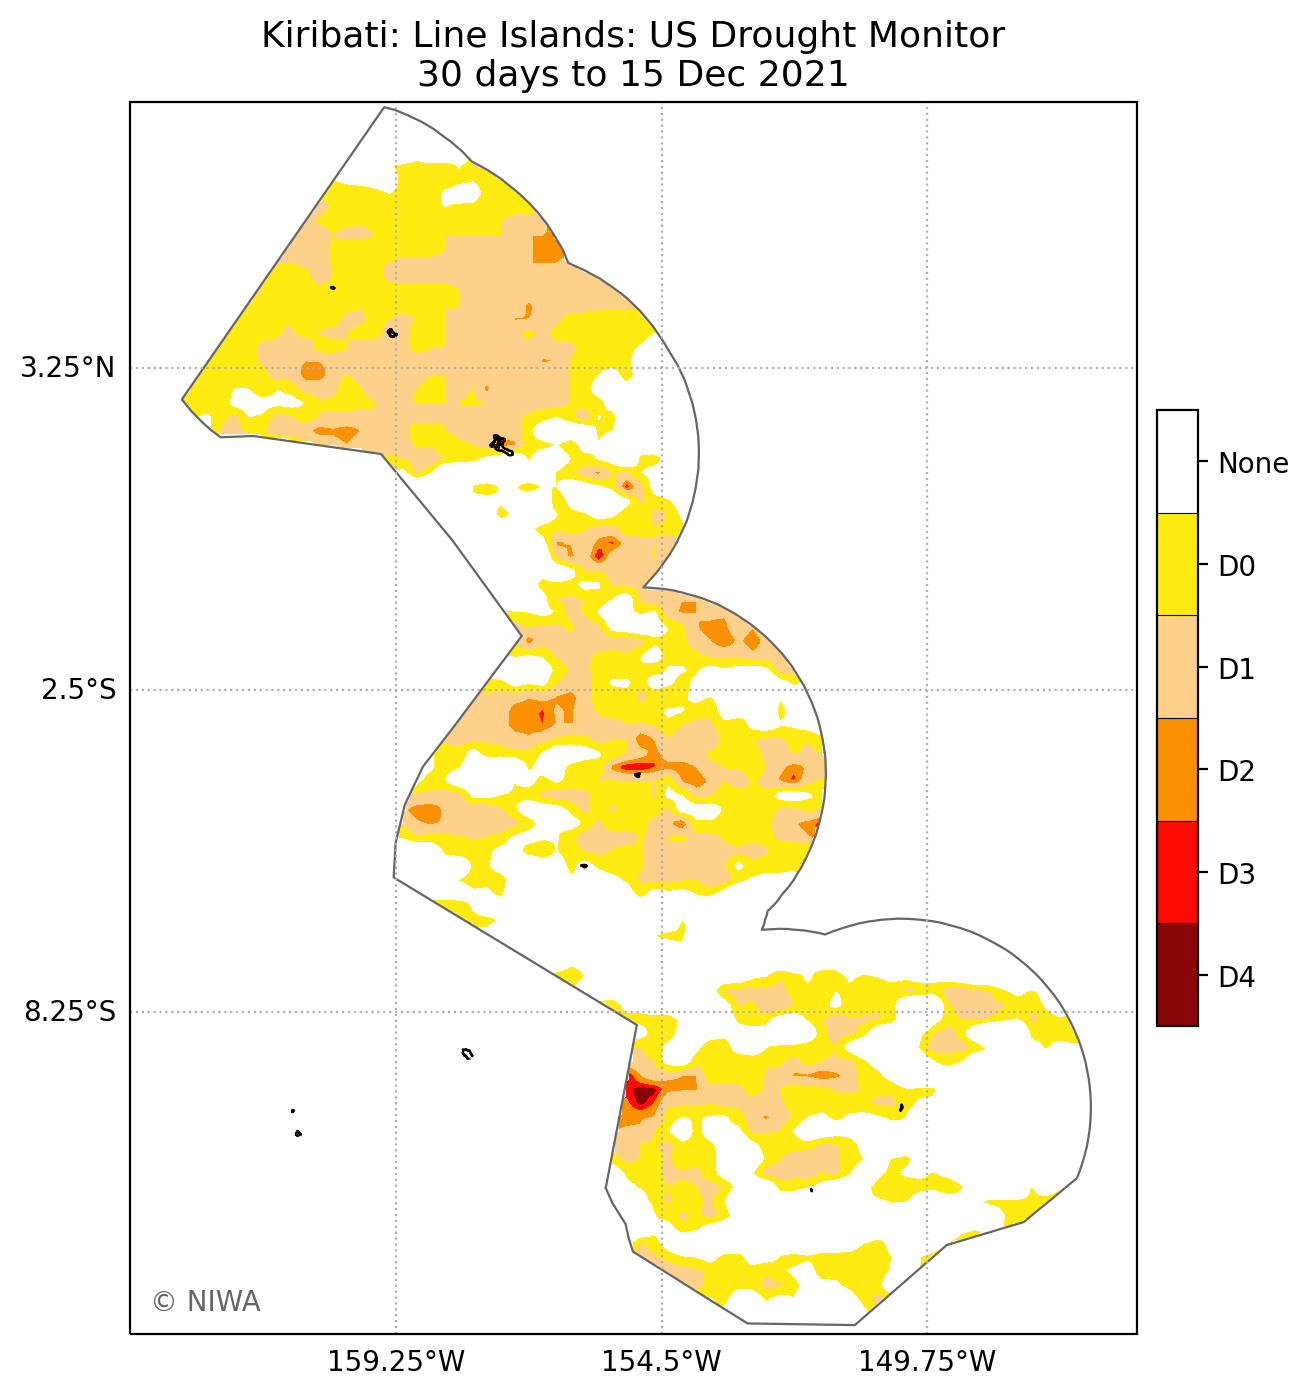 Kiribati: Line Islands: US Drought Monitor
30 days to 15 Dec 2021
3.25°N
2.5°S
8.25°S
159.25°W
154.5°W
149.75°W
None
D0
D1
D2
D3
D4
© NIWA